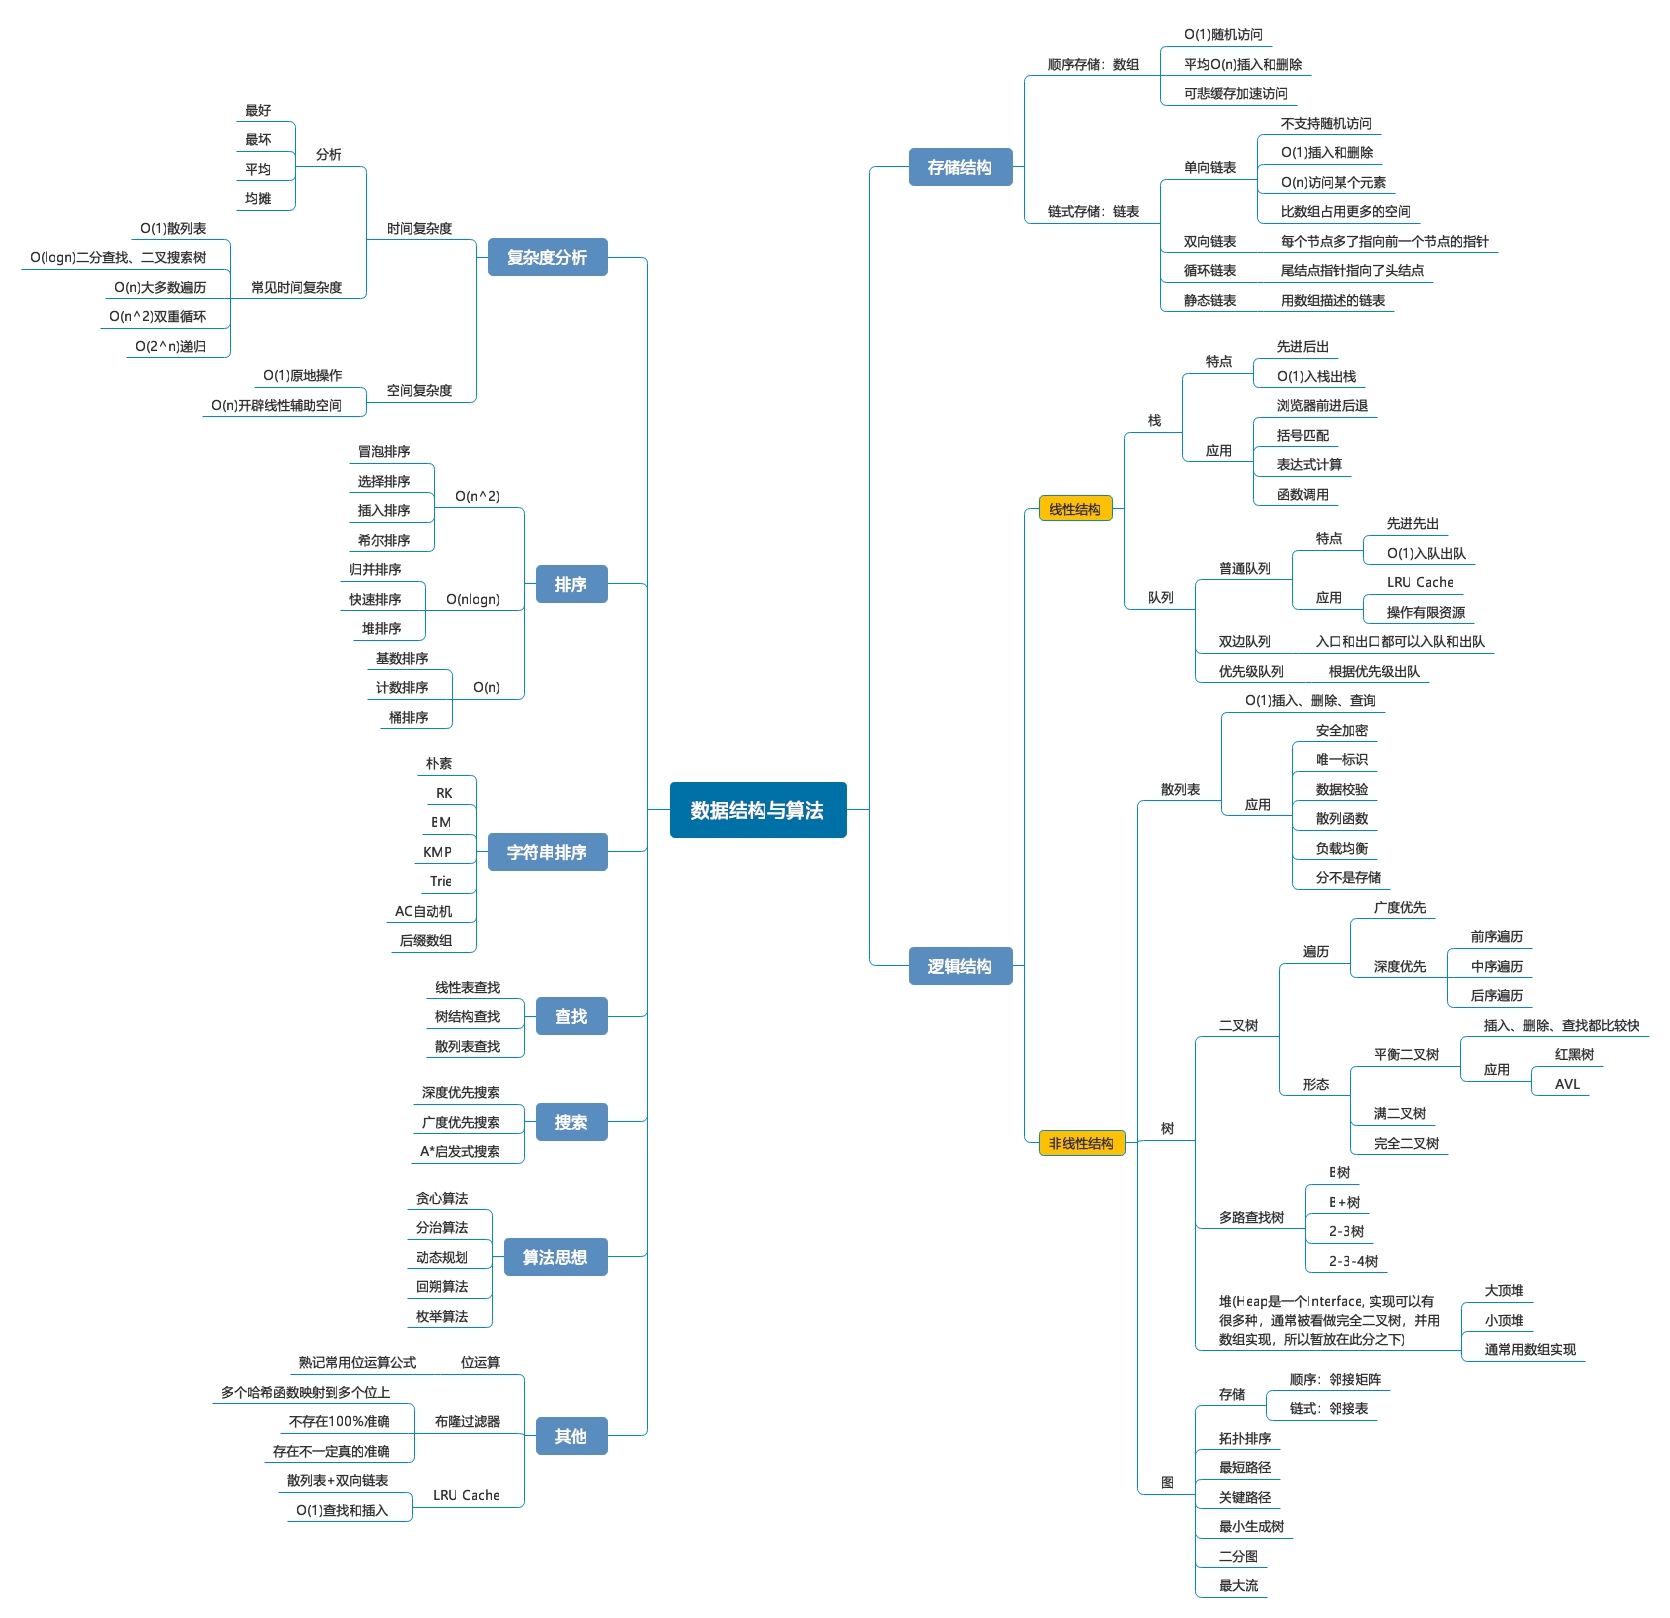 数据结构与算法
存储结构
顺序存储：数组
O(1)随机访问
平均O(n)插入和删除
可悲缓存加速访问
链式存储：链表
单向链表
不支持随机访问
O(1)插入和删除
O(n)访问某个元素
比数组占用更多的空间
双向链表
每个节点多了指向前一个节点的指针
循环链表
尾结点指针指向了头结点
静态链表
用数组描述的链表
逻辑结构
线性结构
栈
特点
先进后出
O(1)入栈出栈
应用
浏览器前进后退
括号匹配
表达式计算
函数调用
队列
普通队列
特点
先进先出
O(1)入队出队
应用
LRU Cache
操作有限资源
双边队列
入口和出口都可以入队和出队
优先级队列
根据优先级出队
非线性结构
散列表
O(1)插入、删除、查询
应用
安全加密
唯一标识
数据校验
散列函数
负载均衡
分不是存储
树
二叉树
遍历
广度优先
深度优先
前序遍历
中序遍历
后序遍历
形态
平衡二叉树
插入、删除、查找都比较快
应用
红黑树
AVL
满二叉树
完全二叉树
多路查找树
B树
B+树
2-3树
2-3-4树
堆(Heap是一个Interface, 实现可以有
很多种，通常被看做完全二叉树，并用
数组实现，所以暂放在此分之下)
大顶堆
小顶堆
通常用数组实现
图
存储
顺序：邻接矩阵
链式：邻接表
拓扑排序
最短路径
关键路径
最小生成树
二分图
最大流
复杂度分析
时间复杂度
分析
最好
最坏
平均
均摊
常见时间复杂度
O(1)散列表
O(logn)二分查找、二叉搜索树
O(n)大多数遍历
O(n^2)双重循环
O(2^n)递归
空间复杂度
O(1)原地操作
O(n)开辟线性辅助空间
排序
O(n^2)
冒泡排序
选择排序
插入排序
希尔排序
O(nlogn)
归并排序
快速排序
堆排序
O(n)
基数排序
计数排序
桶排序
字符串排序
朴素
RK
BM
KMP
Trie
AC自动机
后缀数组
查找
线性表查找
树结构查找
散列表查找
搜索
深度优先搜索
广度优先搜索
A*启发式搜索
算法思想
贪心算法
分治算法
动态规划
回朔算法
枚举算法
其他
位运算
熟记常用位运算公式
布隆过滤器
多个哈希函数映射到多个位上
不存在100%准确
存在不一定真的准确
LRU Cache
散列表+双向链表
O(1)查找和插入